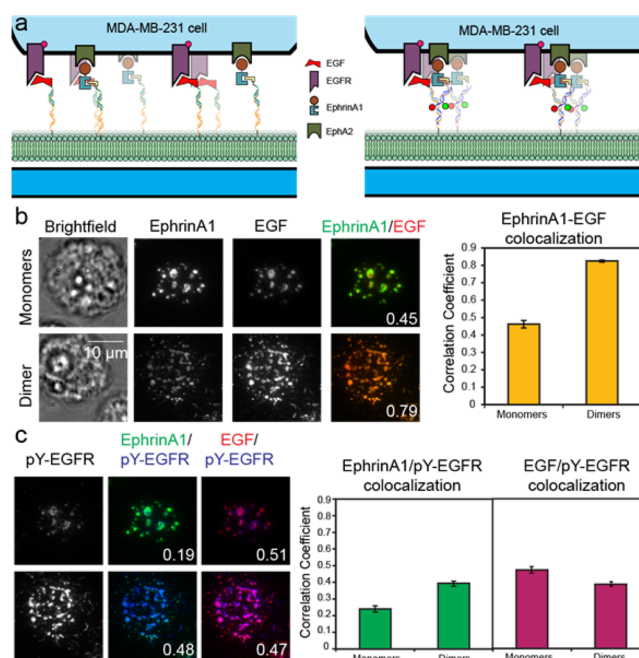 a
MDA-MB-231 cell
MDA-MB-231 cell
EGF
EGFR
EphrinA1
EphA2
b
Brightfield
EphrinA1
EGF
EphrinA1/EGF
Monomers
0.45
10 µm
Dimer
0.79
EphrinA1-EGF
colocalization
Correlation Coefficient
0.9
0.8
0.7
0.6
0.5
0.4
0.3
0.2
0.1
0
Monomers
Dimers
c
pY-EGFR
EphrinA1/
pY-EGFR
EGF/
pY-EGFR
0.19
0.51
0.48
0.47
EphrinA1/pY-EGFR
colocalization
EGF/pY-EGFR
colocalization
Correlation Coefficient
0.9
0.8
0.7
0.6
0.5
0.4
0.3
0.2
0.1
Monomers
Dimers
Monomers
Dimers